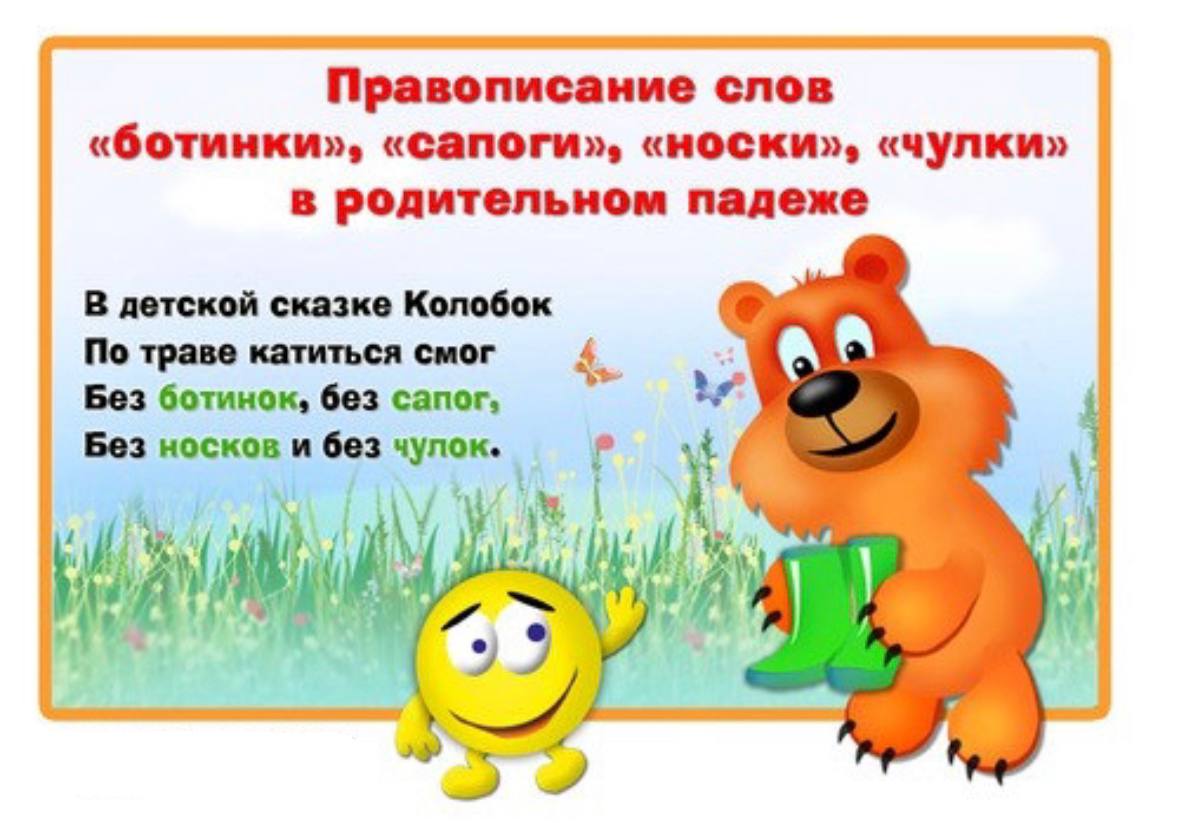 Правописание слов
«ботинки», «сапоги», «носки», «чулки»
в родительном падеже
В детской сказке Колобок
По траве катиться смог
Без ботинок, без сапог,
Без носков и без чулок.